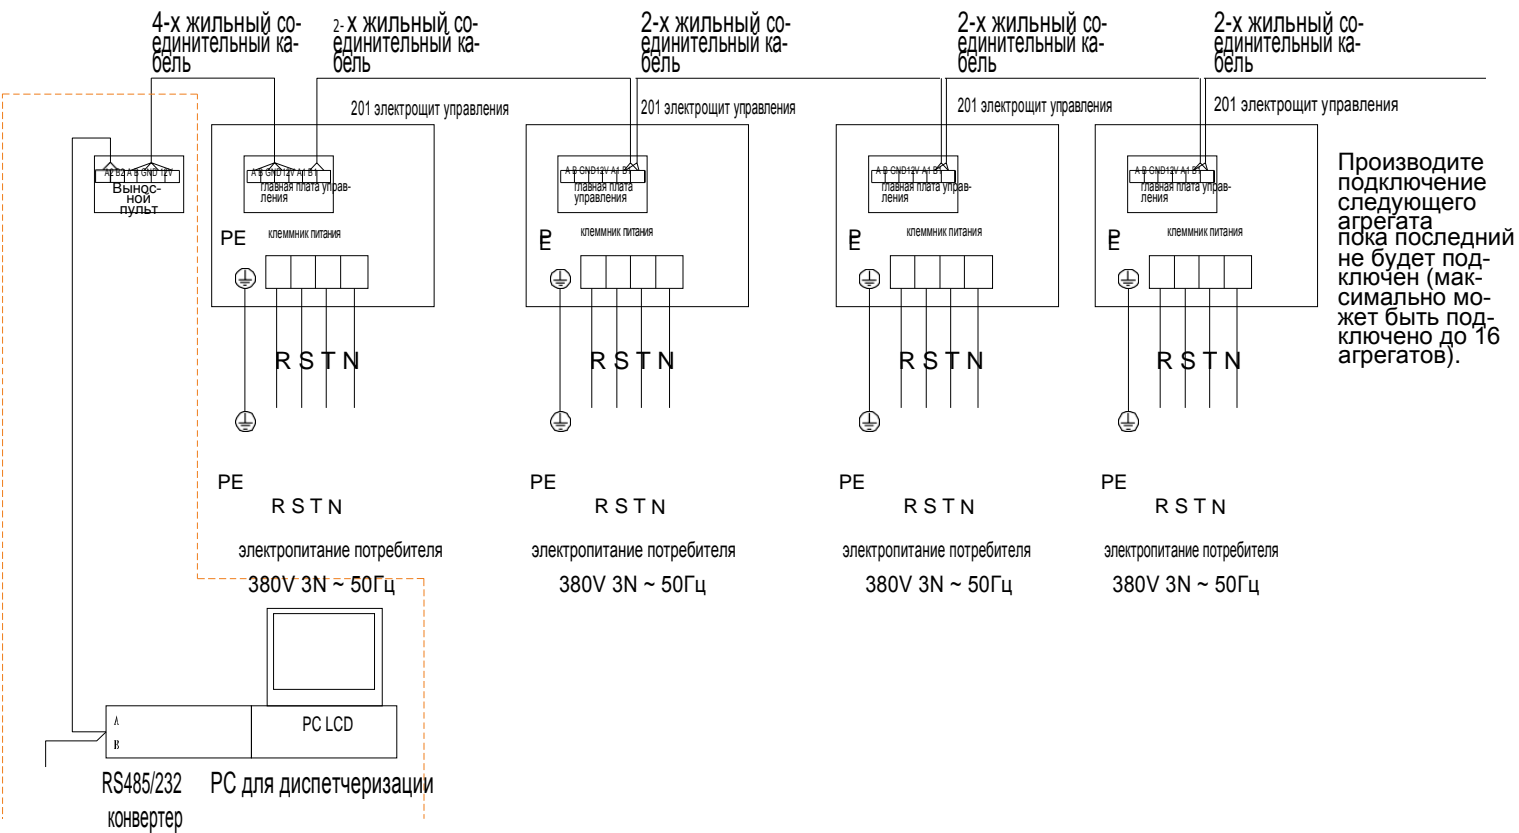 4-х жильный со-
единительный ка-
бель
2- х жильный со-
единительный ка-
бель
2-х жильный со-
единительный ка-
бель
2-х жильный со-
единительный ка-
бель
2-х жильный со-
единительный ка-
бель
201 электрощит управления
201 электрощит управления
201 электрощит управления
201 электрощит управления
A2 B2 A B GND 12V
Вынос-
ной
пульт
A B GND 12V A1 B1
главная плата управ-
ления
A B GND12V A1 B1
главная плата
управления
A B GND12V A1 B1
главная плата управ-
ления
A B GND12V A1 B1
главная плата управ-
ления
Производите
подключение
следующего
агрегата
пока последний
не будет под-
ключен (мак-
симально мо-
жет быть под-
ключено до 16
агрегатов).
PE
клеммник питания
PE
клеммник питания
PE
клеммник питания
PE
клеммник питания
R S T N
R S T N
R S T N
R S T N
PE
PE
PE
PE
R S T N
R S T N
R S T N
R S T N
электропитание потребителя
электропитание потребителя
электропитание потребителя
электропитание потребителя
380V 3N ~ 50Гц
380V 3N ~ 50Гц
380V 3N ~ 50Гц
380V 3N ~ 50Гц
A
B
PC LCD
RS485/232
конвертер
PC для диспетчеризации